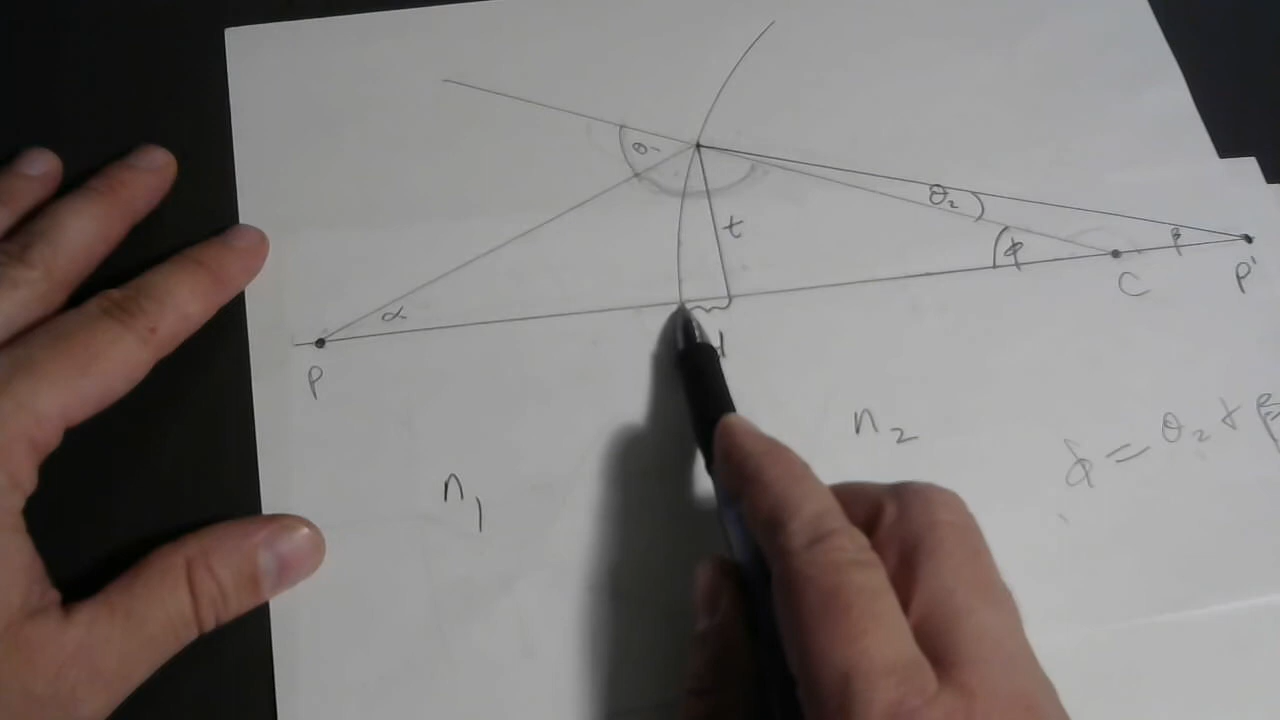 θ₂
t
ϕ
β
α
C
P'
P
n₂
n₁
ϕ = θ₂ + β